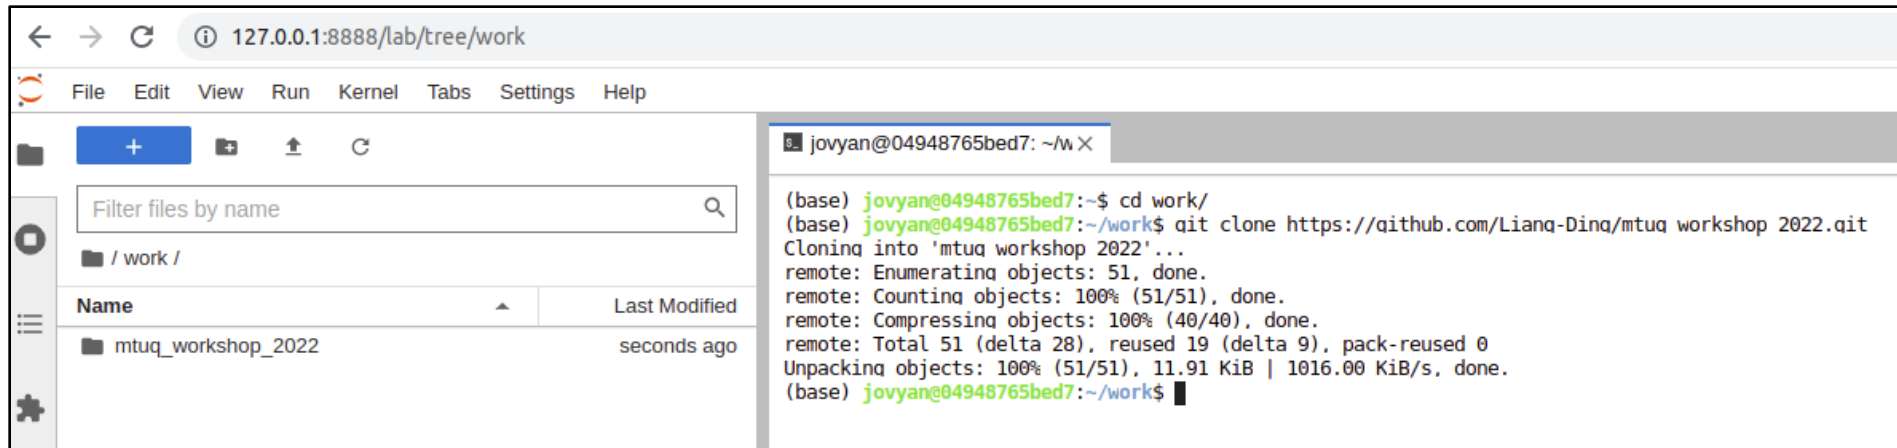 127.0.0.1:8888/lab/tree/work
File Edit View Run Kernel Tabs Settings Help
+
Filter files by name
/ work /
Name Last Modified
mtuq_workshop_2022 seconds ago
jovyan@04948765bed7: ~/w
(base) jovyan@04948765bed7:~$ cd work/
(base) jovyan@04948765bed7:~/work$ git clone https://github.com/Liang-Ding/mtuq_workshop_2022.git
Cloning into 'mtuq_workshop_2022'...
remote: Enumerating objects: 51, done.
remote: Counting objects: 100% (51/51), done.
remote: Compressing objects: 100% (40/40), done.
remote: Total 51 (delta 28), reused 19 (delta 9), pack-reused 0
Unpacking objects: 100% (51/51), 11.91 KiB | 1016.00 KiB/s, done.
(base) jovyan@04948765bed7:~/work$